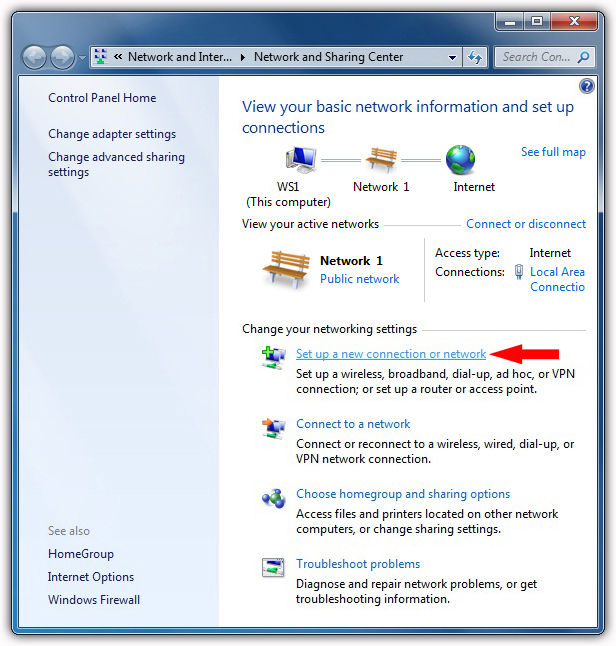 « Network and Inter... ▸ Network and Sharing Center
Search Con...
Control Panel Home
Change adapter settings
Change advanced sharing
settings
See also
HomeGroup
Internet Options
Windows Firewall
View your basic network information and set up
connections
See full map
WS1
(This computer)
Network 1
Internet
View your active networks
Connect or disconnect
Network 1
Public network
Access type: Internet
Connections: Local Area
Connectio
Change your networking settings
Set up a new connection or network
Set up a wireless, broadband, dial-up, ad hoc, or VPN
connection; or set up a router or access point.
Connect to a network
Connect or reconnect to a wireless, wired, dial-up, or
VPN network connection.
Choose homegroup and sharing options
Access files and printers located on other network
computers, or change sharing settings.
Troubleshoot problems
Diagnose and repair network problems, or get
troubleshooting information.